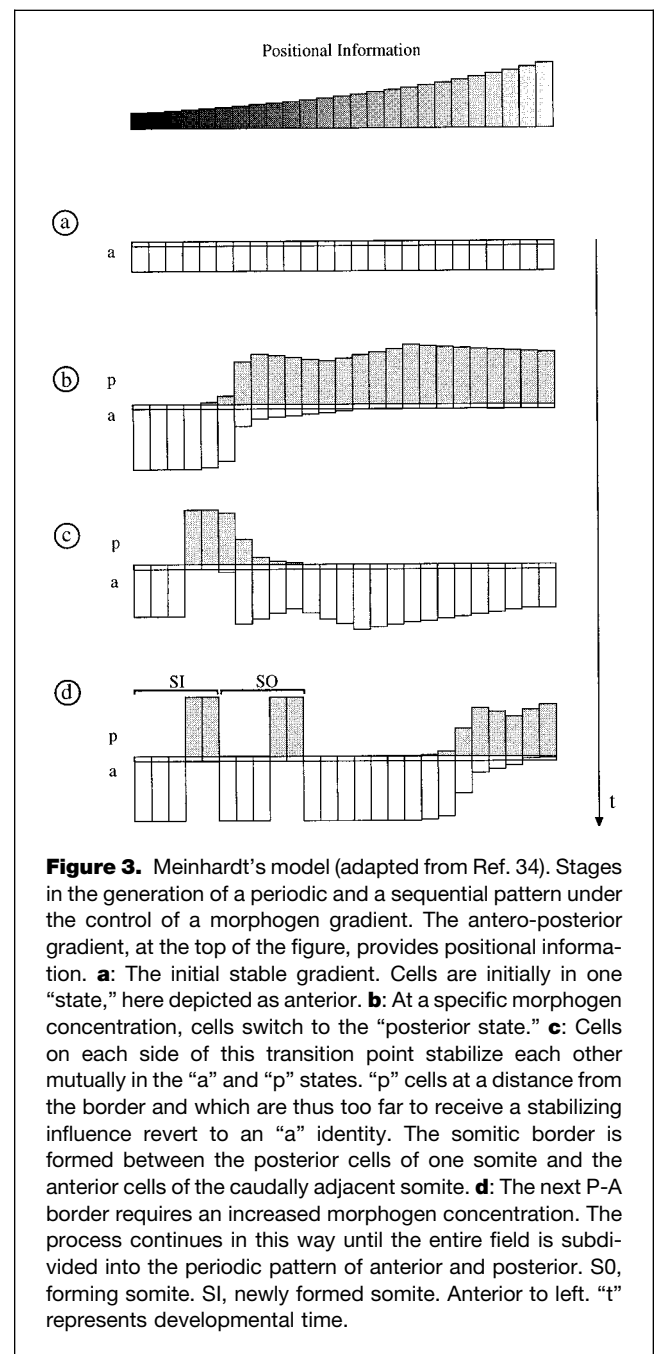 Positional Information
a
a
b
p
a
c
p
a
d
SI
SO
p
a
t
Figure 3. Meinhardt's model (adapted from Ref. 34). Stages
in the generation of a periodic and a sequential pattern under
the control of a morphogen gradient. The antero-posterior
gradient, at the top of the figure, provides positional informa-
tion. a: The initial stable gradient. Cells are initially in one
“state,” here depicted as anterior. b: At a specific morphogen
concentration, cells switch to the “posterior state.” c: Cells
on each side of this transition point stabilize each other
mutually in the “a” and “p” states. “p” cells at a distance from
the border and which are thus too far to receive a stabilizing
influence revert to an “a” identity. The somitic border is
formed between the posterior cells of one somite and the
anterior cells of the caudally adjacent somite. d: The next P-A
border requires an increased morphogen concentration. The
process continues in this way until the entire field is subdi-
vided into the periodic pattern of anterior and posterior. S0,
forming somite. SI, newly formed somite. Anterior to left. “t”
represents developmental time.